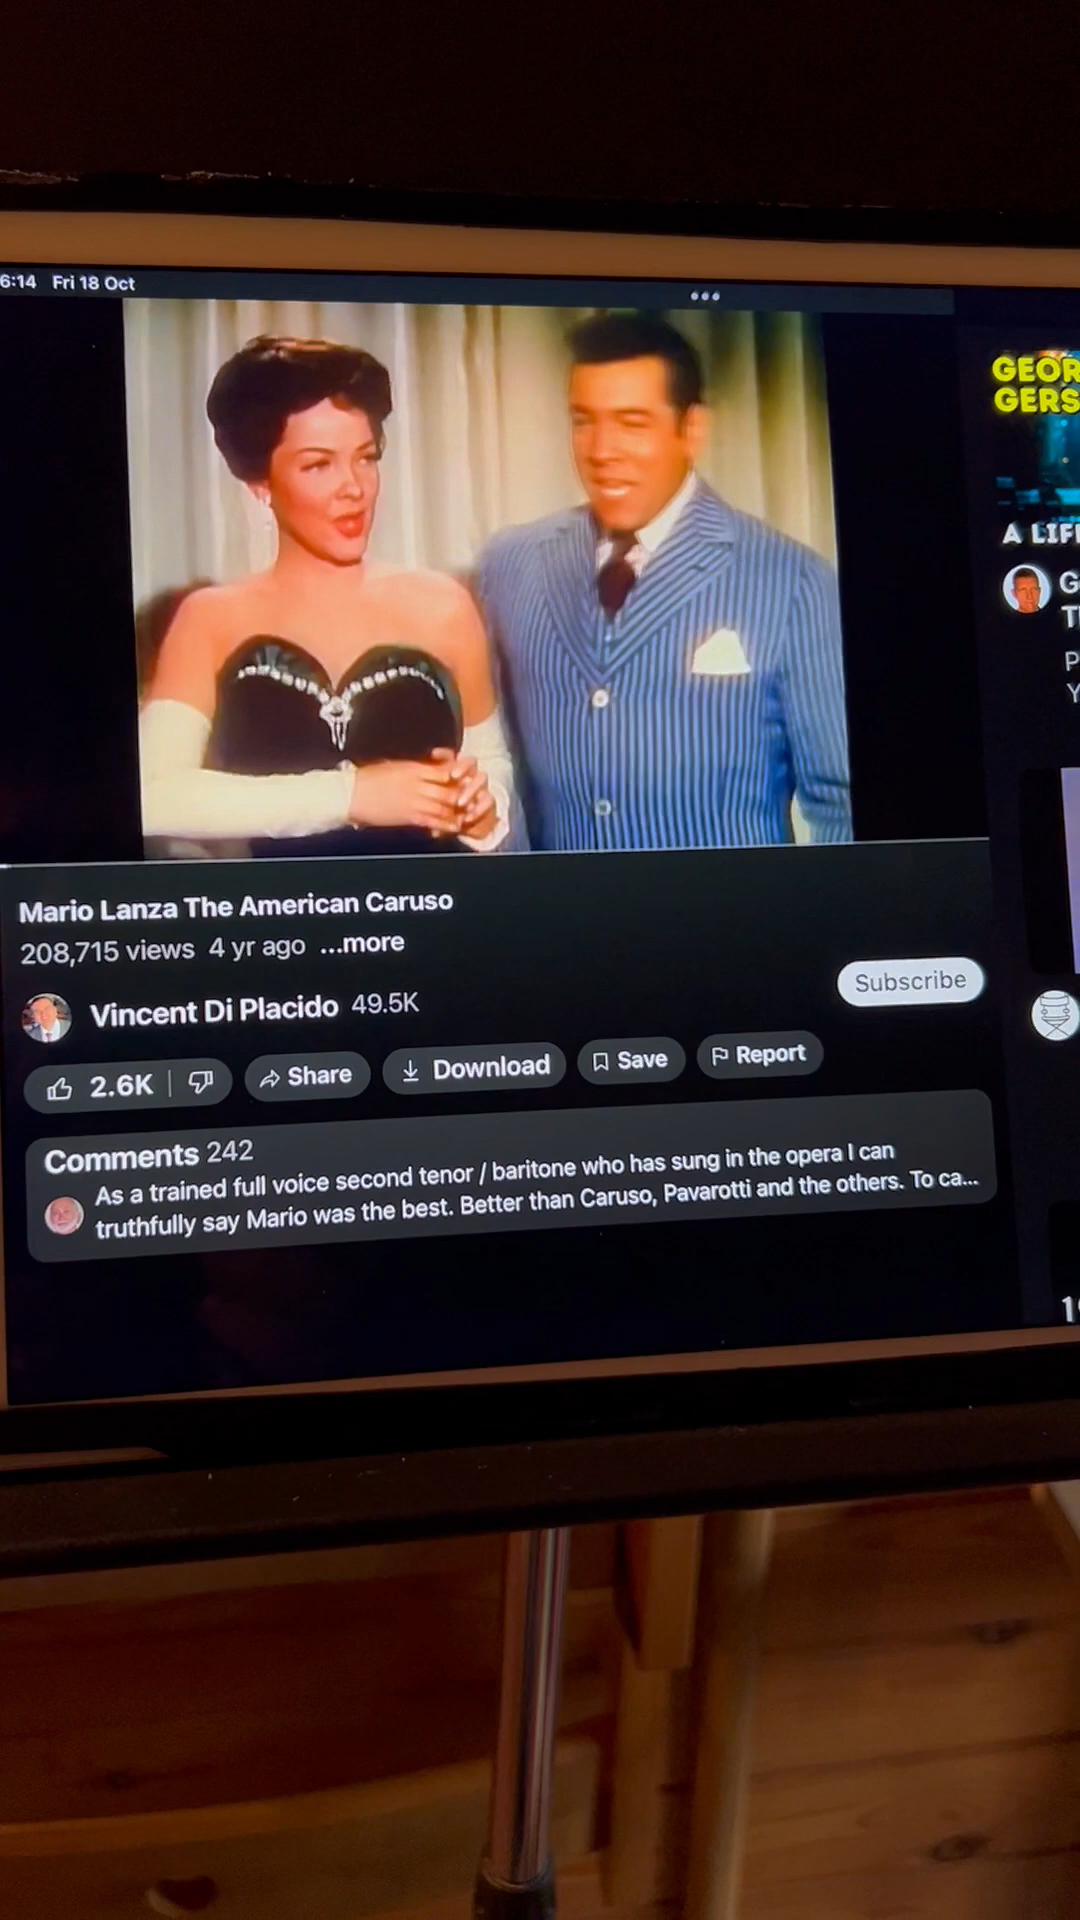 6:14 Fri 18 Oct
GEOR
GERS
A LIF
G
T
P
Y
Mario Lanza The American Caruso
208,715 views 4 yr ago ...more
Vincent Di Placido 49.5K
Subscribe
2.6K
Share
Download
Save
Report
Comments 242
As a trained full voice second tenor / baritone who has sung in the opera I can
truthfully say Mario was the best. Better than Caruso, Pavarotti and the others. To ca...
1